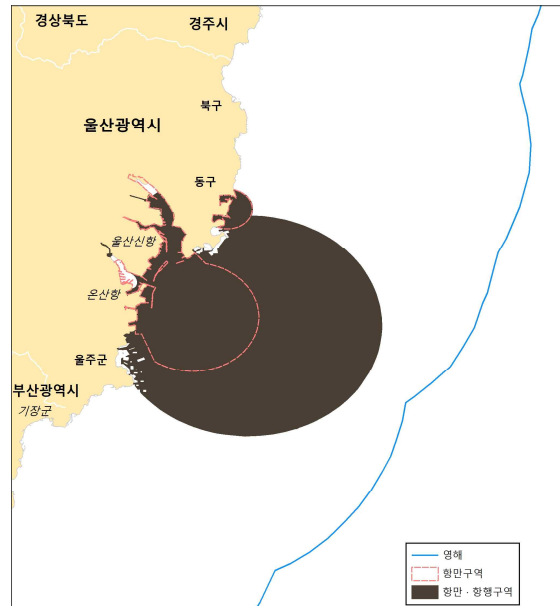 경상북도
경주시
북구
울산광역시
동구
울산신항
온산항
울주군
부산광역시
기장군
영해
항만구역
항만 · 항행구역